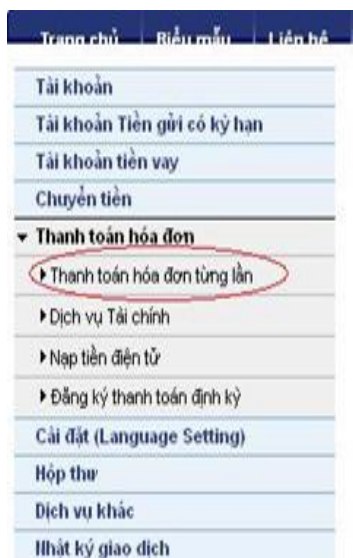 Trang chủ Biểu mẫu Liên hệ
Tài khoản
Tài khoản Tiền gửi có kỳ hạn
Tài khoản tiền vay
Chuyển tiền
Thanh toán hóa đơn
Thanh toán hóa đơn từng lần
Dịch vụ Tài chính
Nạp tiền điện tử
Đăng ký thanh toán định kỳ
Cài đặt (Language Setting)
Hộp thư
Dịch vụ khác
Nhật ký giao dịch